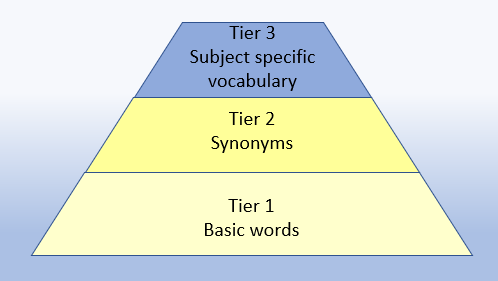 Tier 3
Subject specific
vocabulary
Tier 2
Synonyms
Tier 1
Basic words